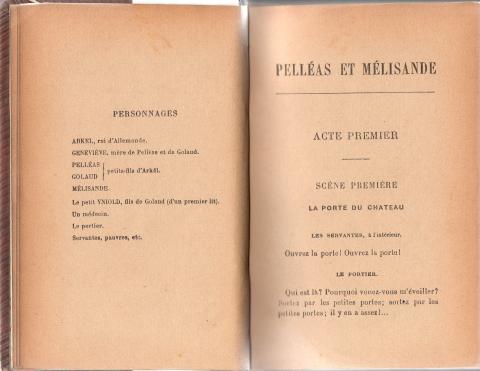 PERSONNAGES
ARKEL, roi d'Allemonde.
GENEVIÈVE, mère de Pelléas et de Golaud.
PELLÉAS
GOLAUD
petits-fils d'Arkël.
MÉLISANDE.
Le petit YNIOLD, fils de Golaud (d'un premier lit).
Un médecin.
Le portier.
Servantes, pauvres, etc.
PELLÉAS ET MÉLISANDE
ACTE PREMIER
SCÈNE PREMIÈRE
LA PORTE DU CHATEAU
LES SERVANTES, à l'intérieur.
Ouvrez la porte! Ouvrez la porte!
LE PORTIER.
Qui est là? Pourquoi venez-vous m'éveiller?
Sortez par les petites portes; sortez par les
petites portes; il y en a assez!...